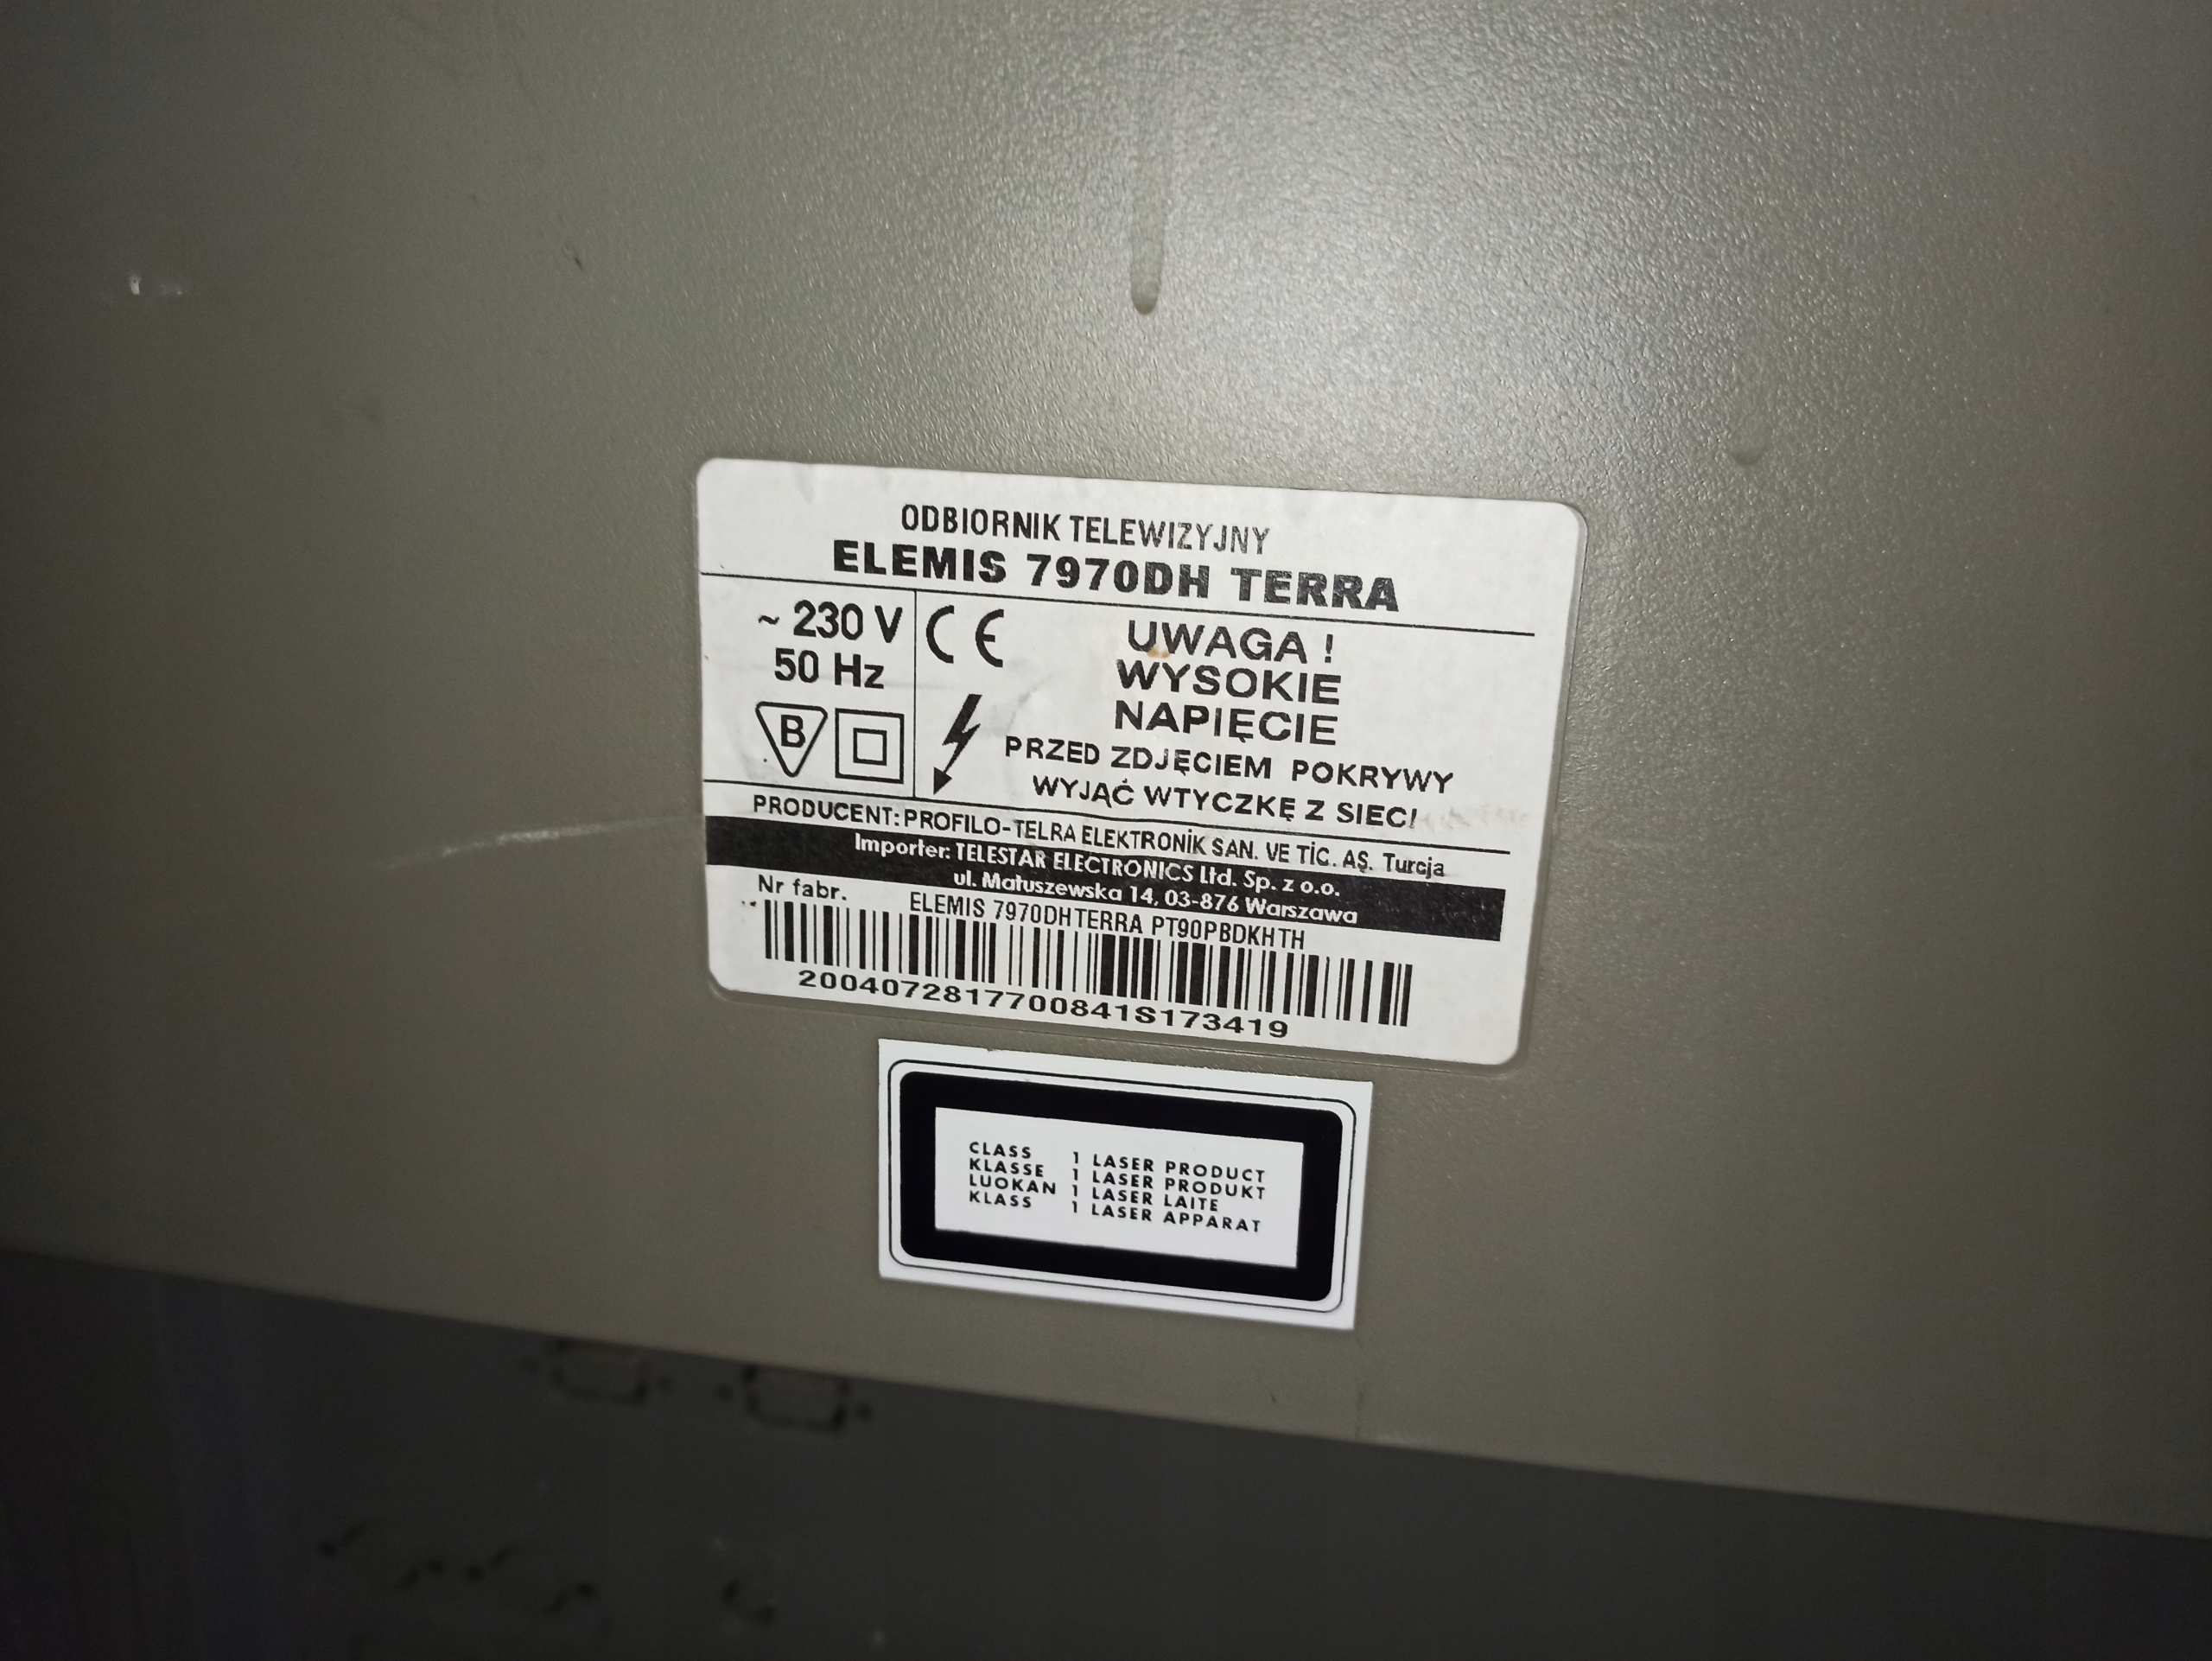 ODBIORNIK TELEWIZYJNY
ELEMIS 7970DH TERRA
~ 230 V
50 Hz
B
CE
UWAGA !
WYSOKIE
NAPIĘCIE
PRZED ZDJĘCIEM POKRYWY
WYJĄĆ WTYCZKĘ Z SIECI
PRODUCENT: PROFILO-TELRA ELEKTRONİK SAN. VE TİC. AŞ. Turcja
Importer: TELESTAR ELECTRONICS Ltd. Sp. z o.o.
ul. Matuszewska 14, 03-876 Warszawa
Nr fabr.
ELEMIS 7970DHTERRA PT90PBDKHTH
2004072817700841S173419
CLASS 1 LASER PRODUCT
KLASSE 1 LASER PRODUKT
LUOKAN 1 LASER LAITE
KLASS 1 LASER APPARAT